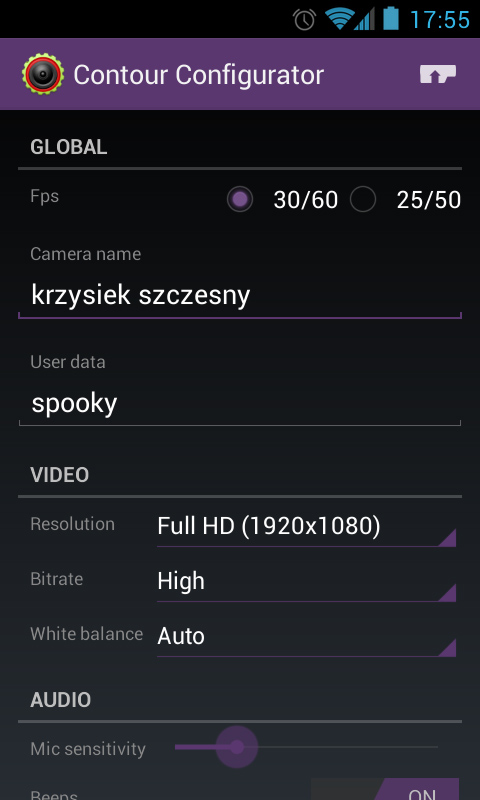 17:55
Contour Configurator
GLOBAL
Fps 30/60 25/50
Camera name
krzysiek szczesny
User data
spooky
VIDEO
Resolution Full HD (1920x1080)
Bitrate High
White balance Auto
AUDIO
Mic sensitivity
Beeps ON